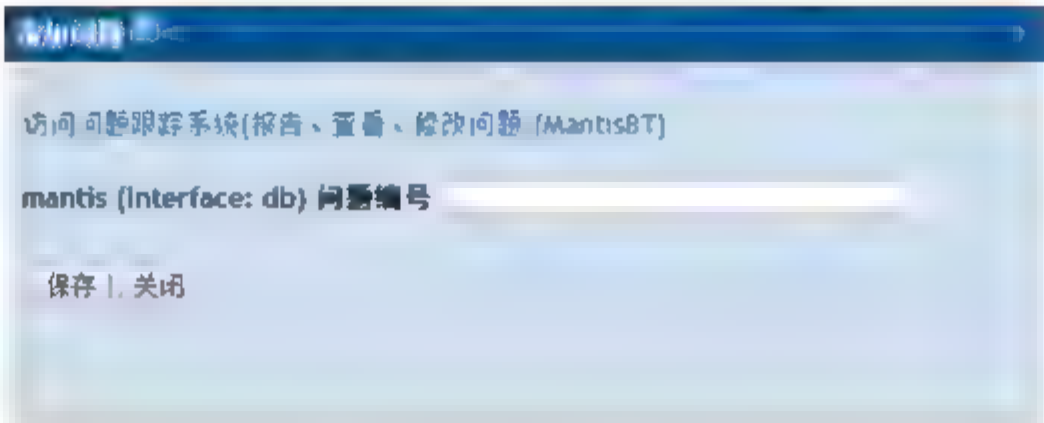 访问问题跟踪系统(报告、查看、修改问题 (MantisBT)
mantis (Interface: db) 问题编号
保存 关闭